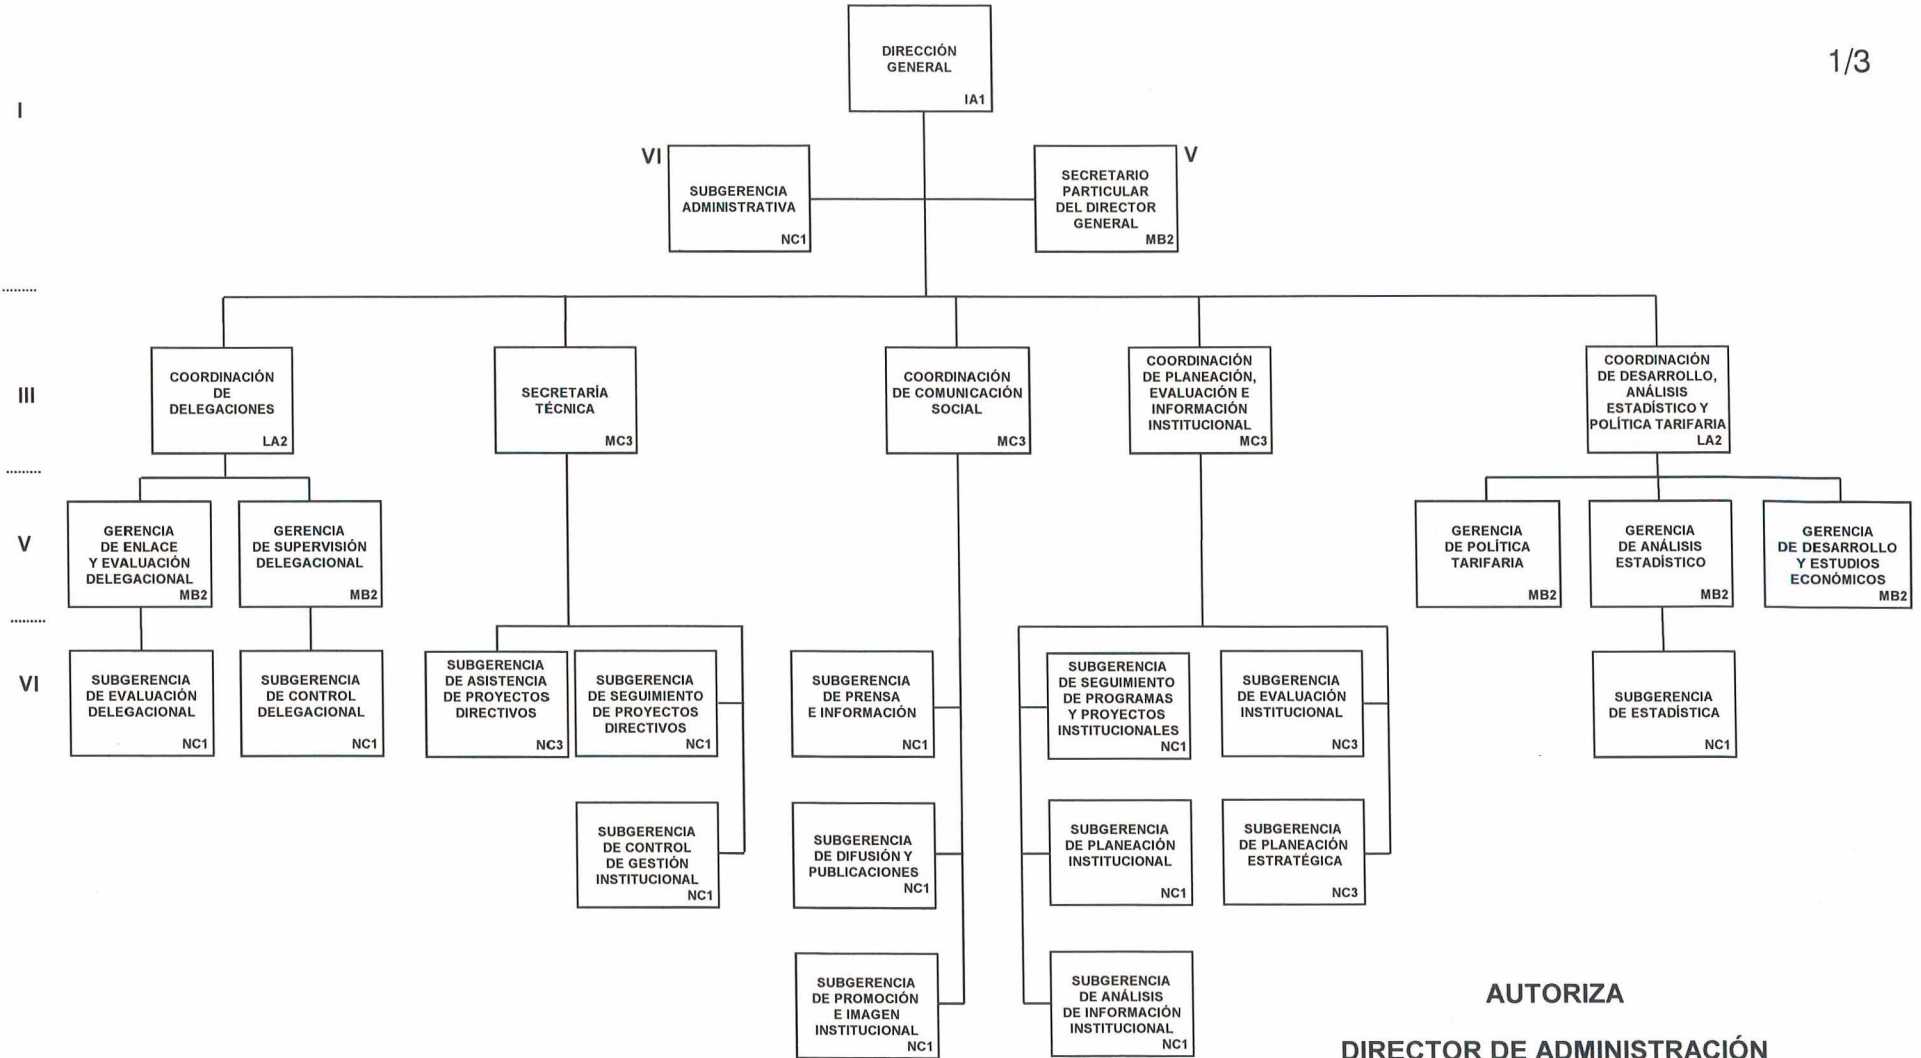 DIRECCIÓN
GENERAL
IA1
1/3
I
VI
SUBGERENCIA
ADMINISTRATIVA
NC1
SECRETARIO
PARTICULAR
DEL DIRECTOR
GENERAL
MB2
V
.........
III
COORDINACIÓN
DE
DELEGACIONES
LA2
SECRETARÍA
TÉCNICA
MC3
COORDINACIÓN
DE COMUNICACIÓN
SOCIAL
MC3
COORDINACIÓN
DE PLANEACIÓN,
EVALUACIÓN E
INFORMACIÓN
INSTITUCIONAL
MC3
COORDINACIÓN
DE DESARROLLO,
ANÁLISIS
ESTADÍSTICO Y
POLÍTICA TARIFARIA
LA2
.........
V
GERENCIA
DE ENLACE
Y EVALUACIÓN
DELEGACIONAL
MB2
GERENCIA
DE SUPERVISIÓN
DELEGACIONAL
MB2
GERENCIA
DE POLÍTICA
TARIFARIA
MB2
GERENCIA
DE ANÁLISIS
ESTADÍSTICO
MB2
GERENCIA
DE DESARROLLO
Y ESTUDIOS
ECONÓMICOS
MB2
.........
VI
SUBGERENCIA
DE EVALUACIÓN
DELEGACIONAL
NC1
SUBGERENCIA
DE CONTROL
DELEGACIONAL
NC1
SUBGERENCIA
DE ASISTENCIA
DE PROYECTOS
DIRECTIVOS
NC3
SUBGERENCIA
DE SEGUIMIENTO
DE PROYECTOS
DIRECTIVOS
NC1
SUBGERENCIA
DE PRENSA
E INFORMACIÓN
NC1
SUBGERENCIA
DE SEGUIMIENTO
DE PROGRAMAS
Y PROYECTOS
INSTITUCIONALES
NC1
SUBGERENCIA
DE EVALUACIÓN
INSTITUCIONAL
NC3
SUBGERENCIA
DE ESTADÍSTICA
NC1
SUBGERENCIA
DE CONTROL
DE GESTIÓN
INSTITUCIONAL
NC1
SUBGERENCIA
DE DIFUSIÓN Y
PUBLICACIONES
NC1
SUBGERENCIA
DE PLANEACIÓN
INSTITUCIONAL
NC1
SUBGERENCIA
DE PLANEACIÓN
ESTRATÉGICA
NC3
SUBGERENCIA
DE PROMOCIÓN
E IMAGEN
INSTITUCIONAL
NC1
SUBGERENCIA
DE ANÁLISIS
DE INFORMACIÓN
INSTITUCIONAL
NC1
AUTORIZA
DIRECTOR DE ADMINISTRACIÓN